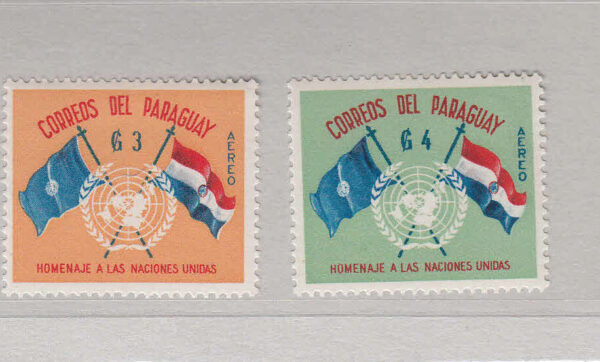 CORREOS DEL PARAGUAY
₲ 3
AEREO
HOMENAJE A LAS NACIONES UNIDAS
CORREOS DEL PARAGUAY
₲ 4
AEREO
HOMENAJE A LAS NACIONES UNIDAS